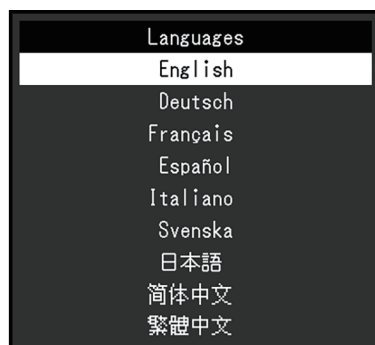 Languages
English
Deutsch
Français
Español
Italiano
Svenska
日本語
简体中文
繁體中文